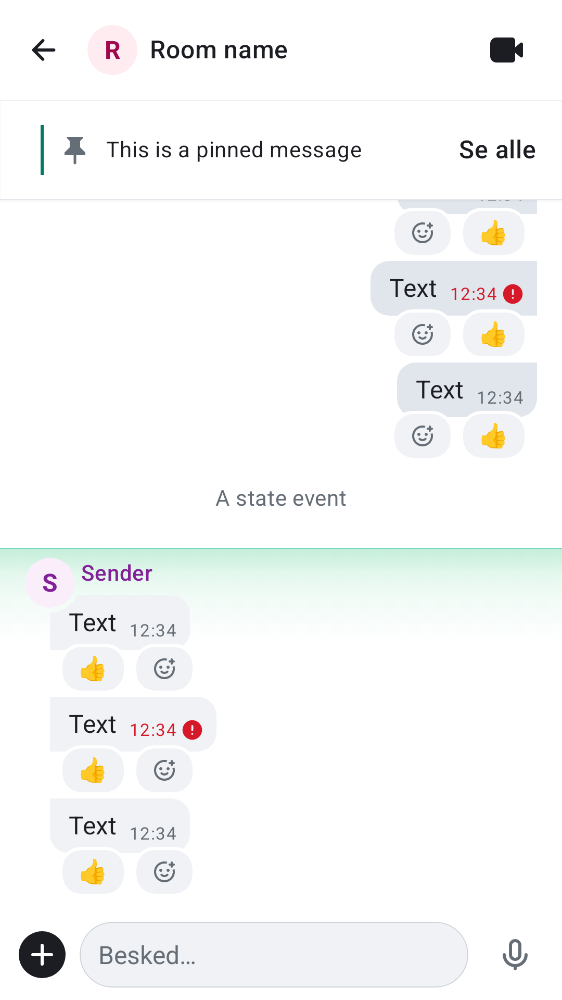 R Room name
This is a pinned message Se alle
Text 12:34
Text 12:34
A state event
S Sender
Text 12:34
Text 12:34
Text 12:34
Besked…